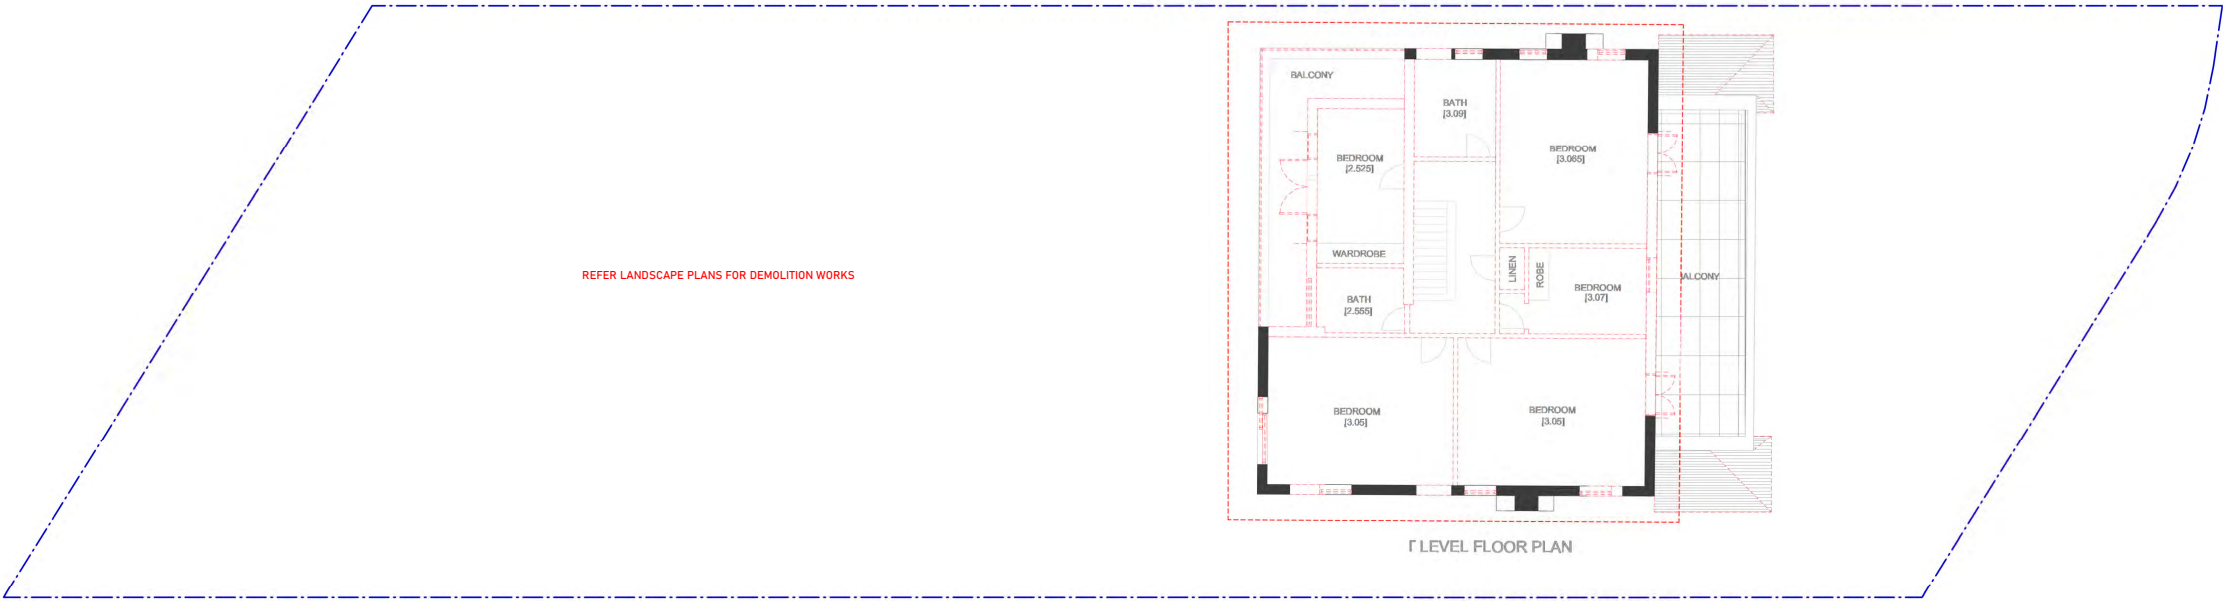 BALCONY
BATH
[3.09]
BEDROOM
[3.065]
BEDROOM
[2.525]
WARDROBE
REFER LANDSCAPE PLANS FOR DEMOLITION WORKS
LINEN
ROBE
ALCONY
BEDROOM
[3.07]
BATH
[2.555]
BEDROOM
[3.05]
BEDROOM
[3.05]
T LEVEL FLOOR PLAN